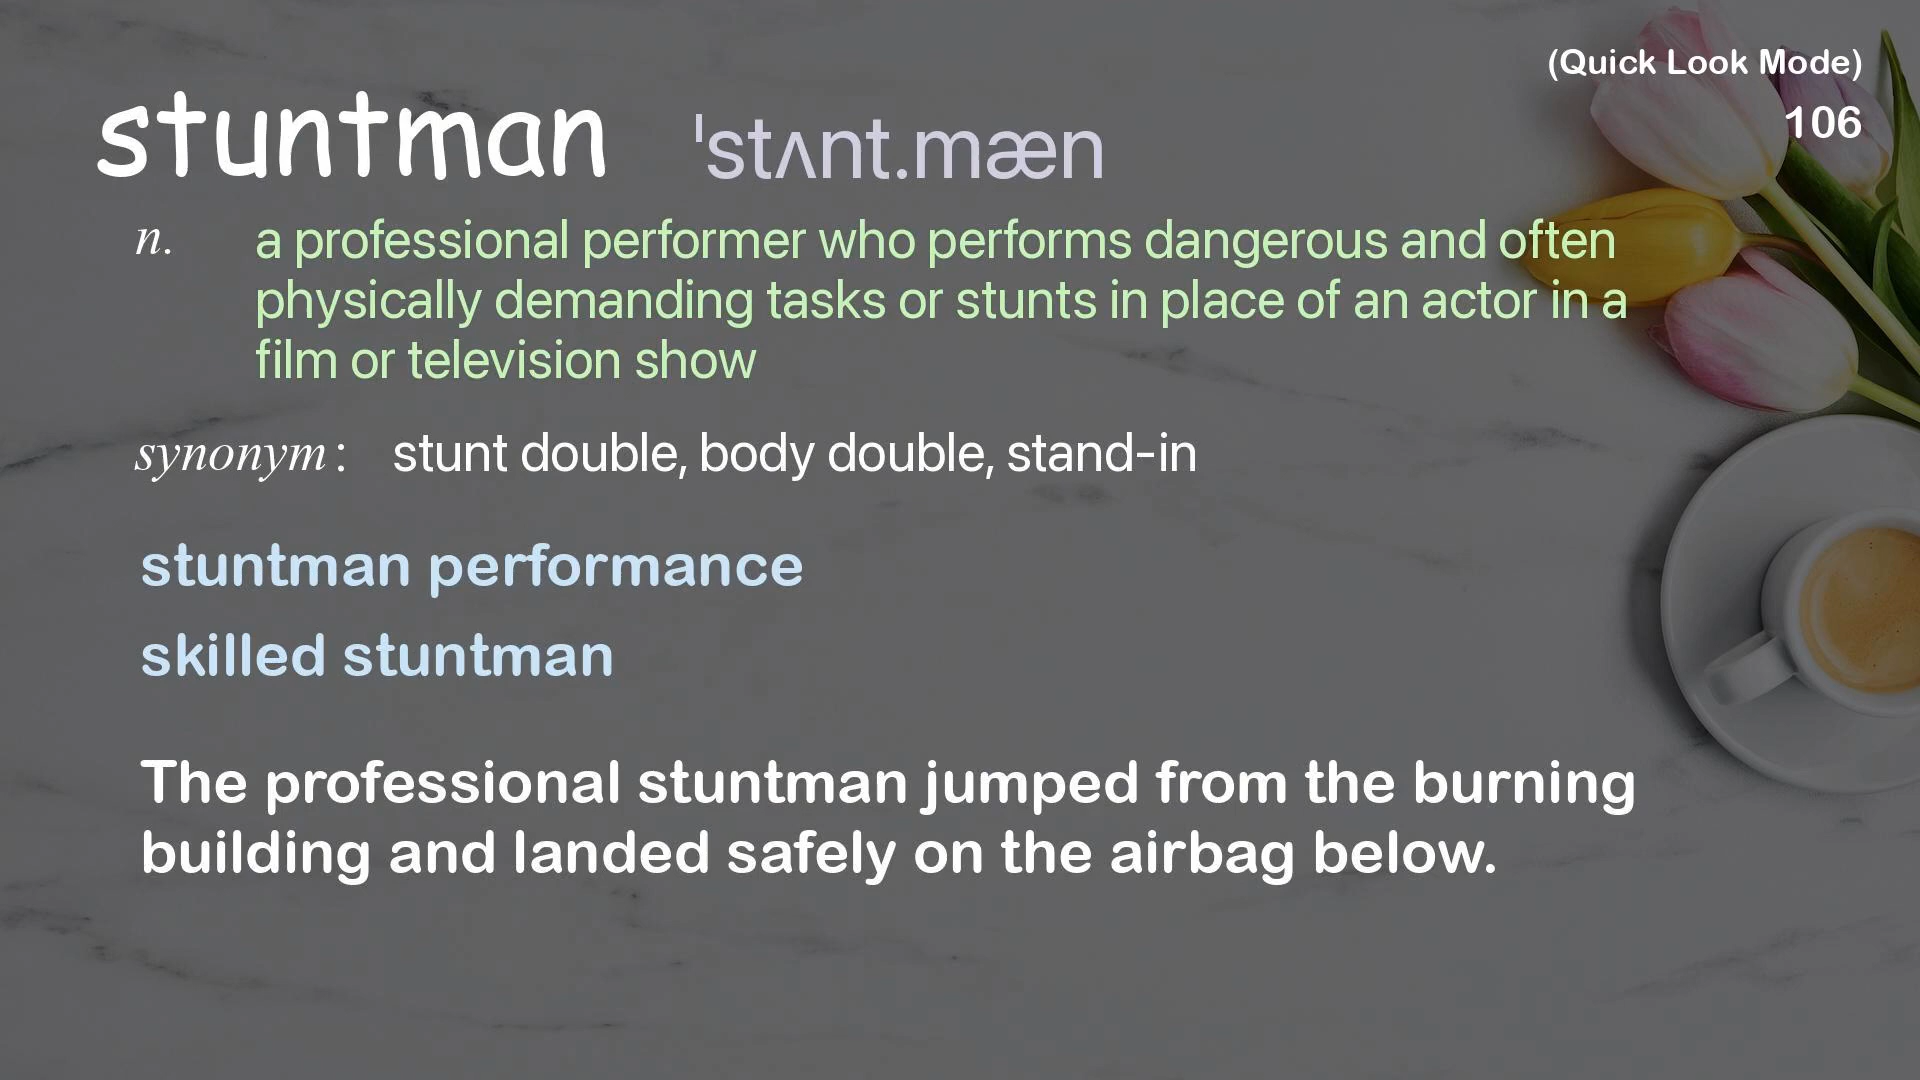 (Quick Look Mode)
106
stuntman ˈstʌnt.mæn
n. a professional performer who performs dangerous and often
physically demanding tasks or stunts in place of an actor in a
film or television show
synonym : stunt double, body double, stand-in
stuntman performance
skilled stuntman
The professional stuntman jumped from the burning
building and landed safely on the airbag below.